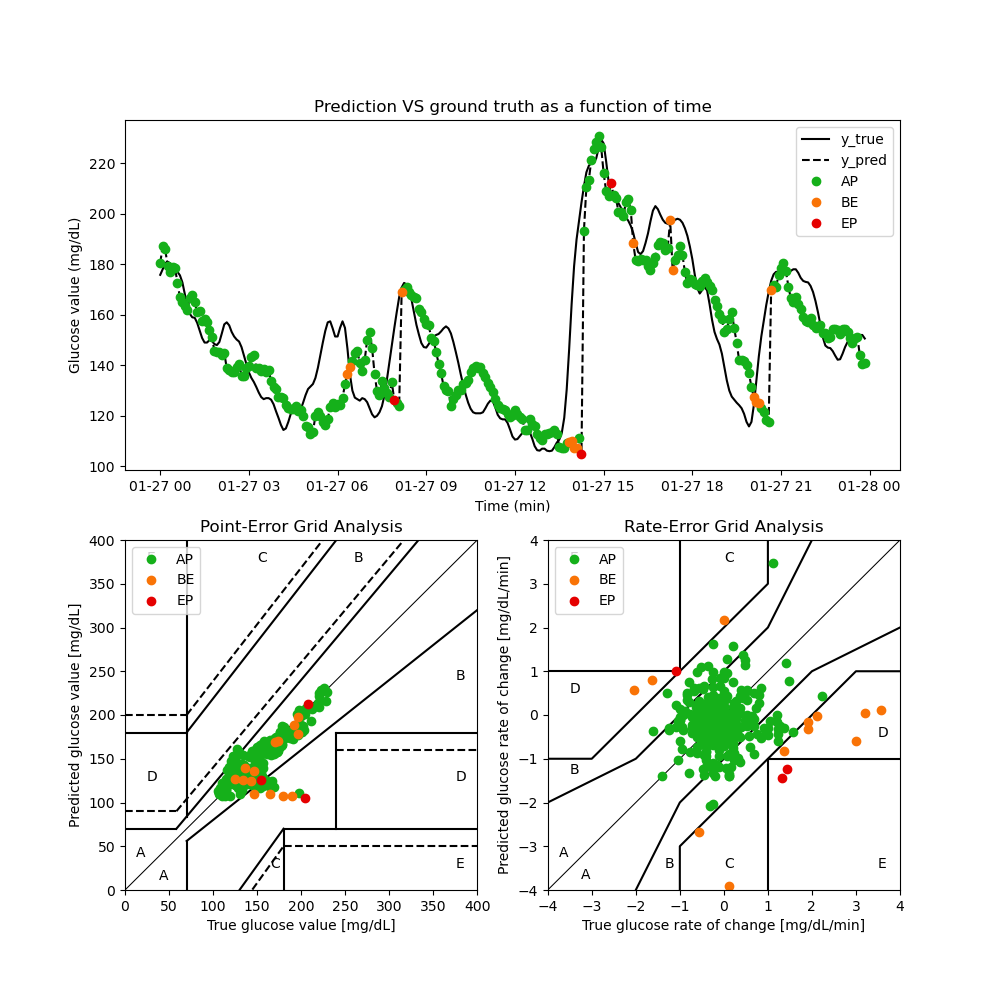 Prediction VS ground truth as a function of time
Glucose value (mg/dL)
220
200
180
160
140
120
100
y_true
y_pred
AP
BE
EP
01-27 00 01-27 03 01-27 06 01-27 09 01-27 12 01-27 15 01-27 18 01-27 21 01-28 00
Time (min)
Point-Error Grid Analysis
Predicted glucose value [mg/dL]
400
350
300
250
200
150
100
50
0
AP
BE
EP
C
B
B
D
D
A
A
C
E
0 50 100 150 200 250 300 350 400
True glucose value [mg/dL]
Rate-Error Grid Analysis
Predicted glucose rate of change [mg/dL/min]
4
3
2
1
0
−1
−2
−3
−4
AP
BE
EP
C
D
D
B
A
A
B
C
E
−4 −3 −2 −1 0 1 2 3 4
True glucose rate of change [mg/dL/min]